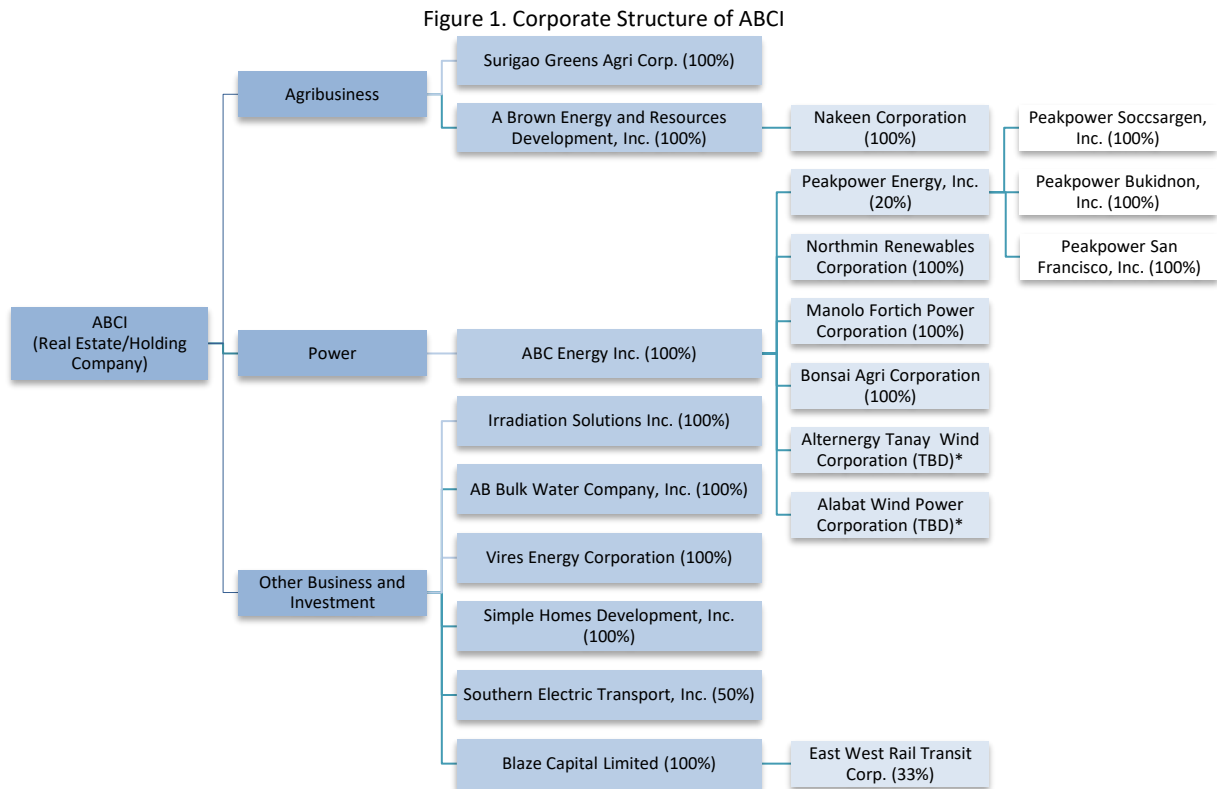 Figure 1. Corporate Structure of ABCI
ABCI
(Real Estate/Holding
Company)
Agribusiness
Surigao Greens Agri Corp. (100%)
A Brown Energy and Resources
Development, Inc. (100%)
Nakeen Corporation
(100%)
Power
ABC Energy Inc. (100%)
Peakpower Energy, Inc.
(20%)
Peakpower Soccsargen,
Inc. (100%)
Peakpower Bukidnon,
Inc. (100%)
Peakpower San
Francisco, Inc. (100%)
Northmin Renewables
Corporation (100%)
Manolo Fortich Power
Corporation (100%)
Bonsai Agri Corporation
(100%)
Alternergy Tanay Wind
Corporation (TBD)*
Alabat Wind Power
Corporation (TBD)*
Other Business and
Investment
Irradiation Solutions Inc. (100%)
AB Bulk Water Company, Inc. (100%)
Vires Energy Corporation (100%)
Simple Homes Development, Inc.
(100%)
Southern Electric Transport, Inc. (50%)
Blaze Capital Limited (100%)
East West Rail Transit
Corp. (33%)